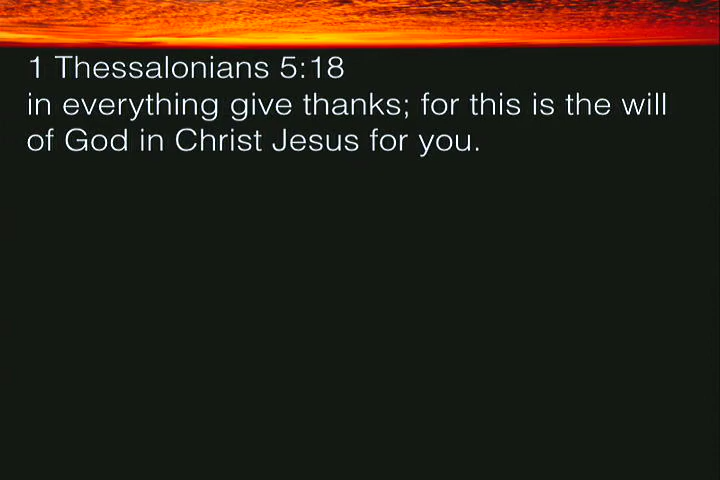 1 Thessalonians 5:18
in everything give thanks; for this is the will
of God in Christ Jesus for you.